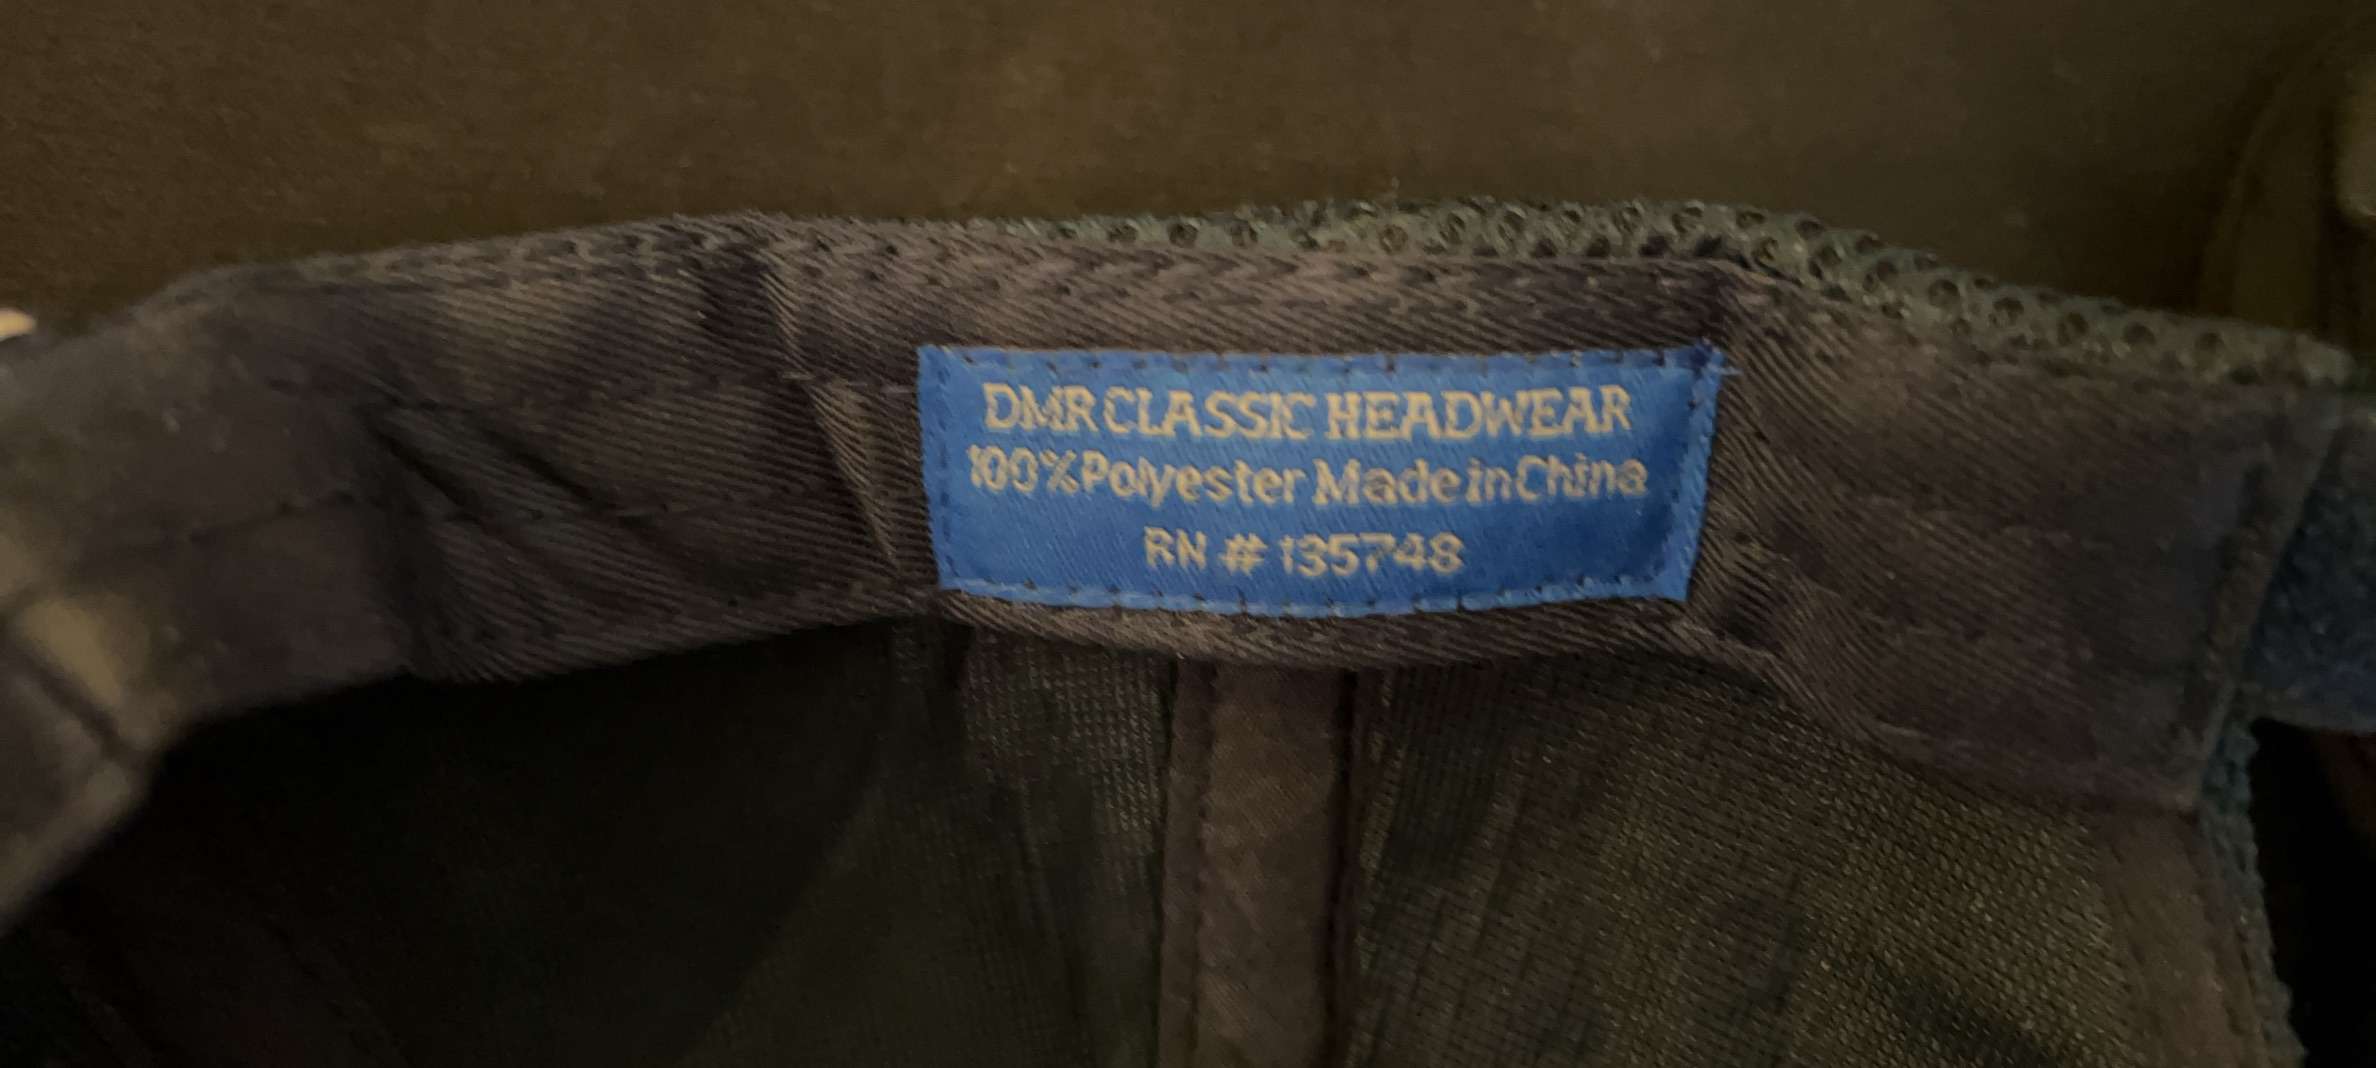 DMR CLASSIC HEADWEAR
100% Polyester Made in China
RN # 135748